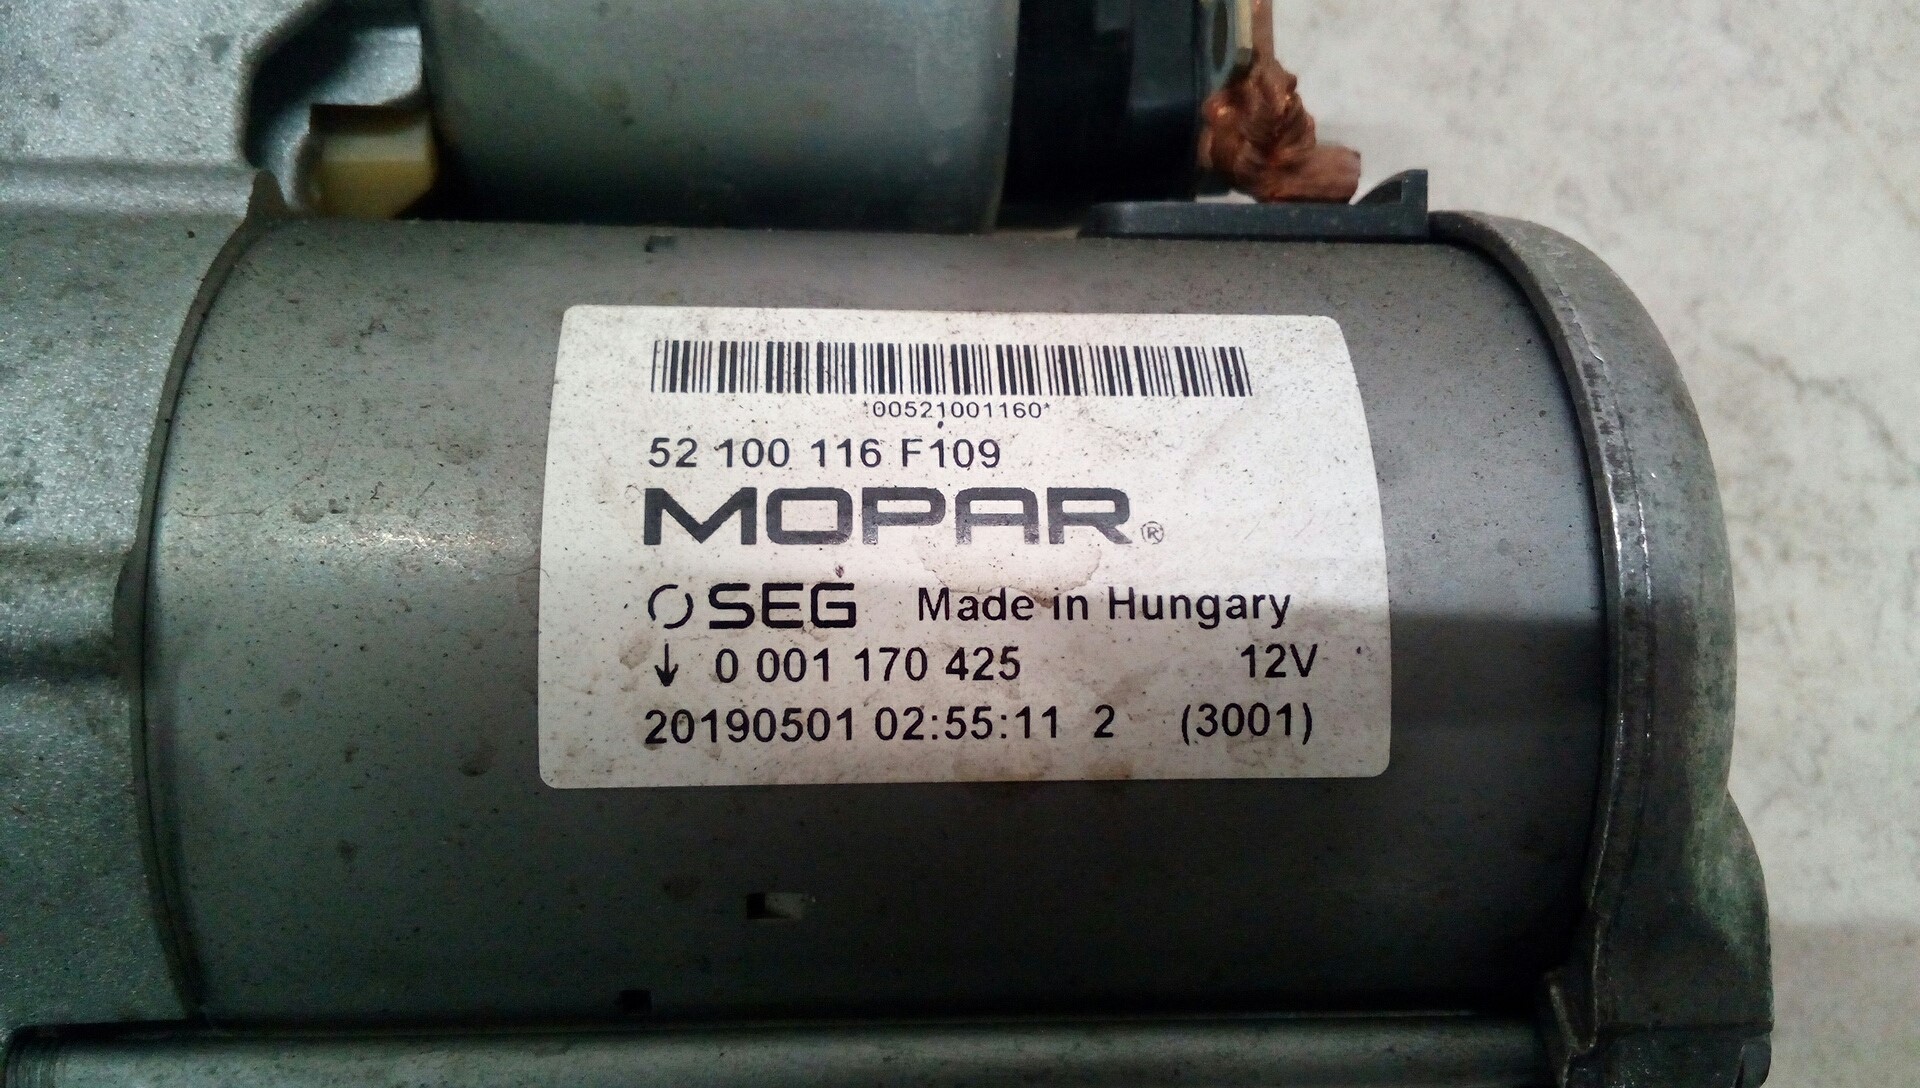 *00521001160*
52 100 116 F109
MOPAR®
SEG Made in Hungary
↓ 0 001 170 425 12V
20190501 02:55:11 2 (3001)